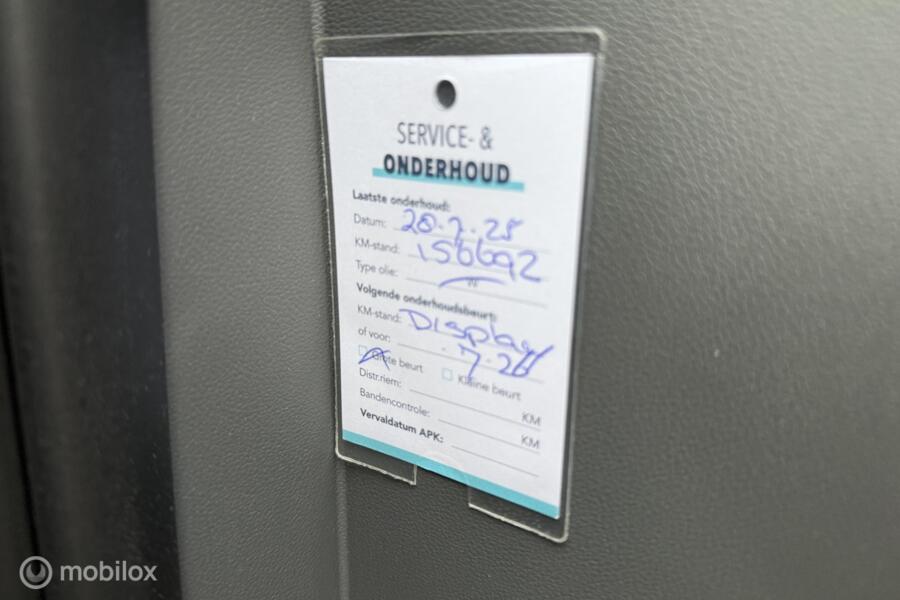 SERVICE- &
ONDERHOUD
Laatste onderhoud:
Datum: 20.7.25
KM-stand: 156692
Type olie:
Volgende onderhoudsbeurt:
KM-stand: Display
of voor: 7-26
Grote beurt Kleine beurt
Distr.riem: KM
Bandencontrole: KM
Vervaldatum APK:
mobilox